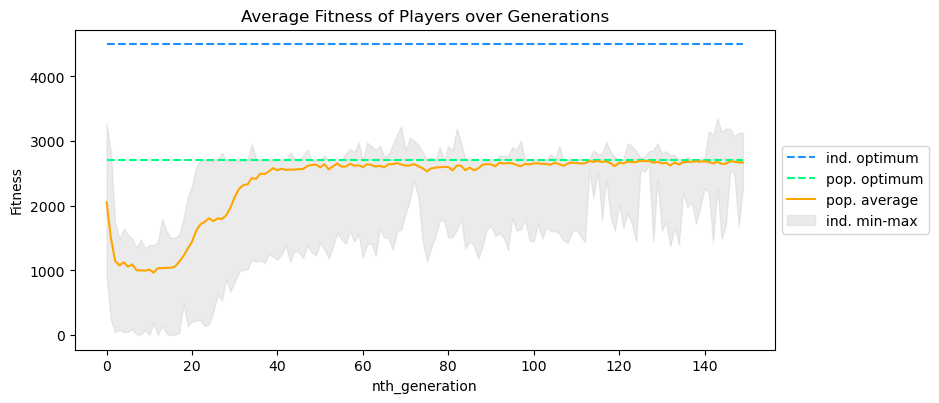 Average Fitness of Players over Generations
Fitness
4000
3000
2000
1000
0
0 20 40 60 80 100 120 140
nth_generation
ind. optimum
pop. optimum
pop. average
ind. min-max